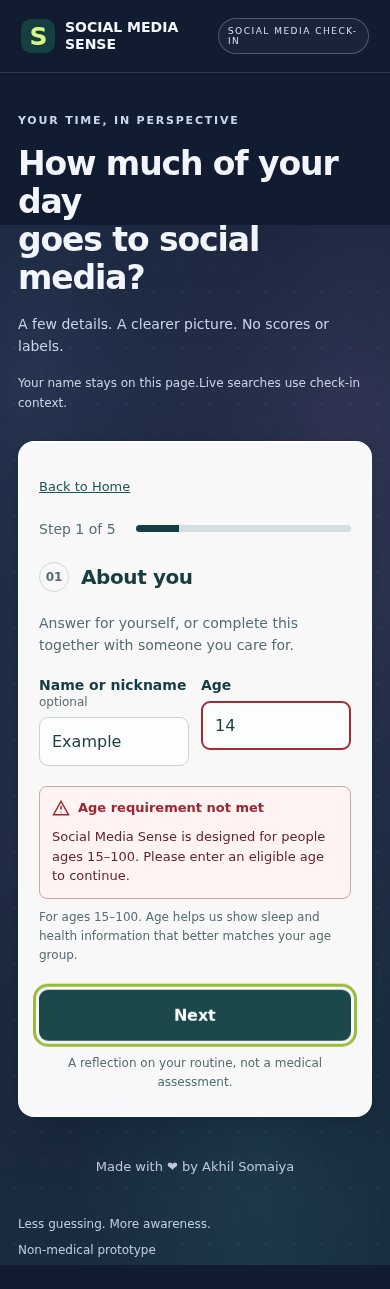 S
SOCIAL MEDIA
SENSE
SOCIAL MEDIA CHECK-
IN
YOUR TIME, IN PERSPECTIVE
How much of your
day
goes to social
media?
A few details. A clearer picture. No scores or
labels.
Your name stays on this page.Live searches use check-in
context.
Back to Home
Step 1 of 5
01 About you
Answer for yourself, or complete this
together with someone you care for.
Name or nickname
optional
Example
Age
14
Age requirement not met
Social Media Sense is designed for people
ages 15–100. Please enter an eligible age
to continue.
For ages 15–100. Age helps us show sleep and
health information that better matches your age
group.
Next
A reflection on your routine, not a medical
assessment.
Made with ❤ by Akhil Somaiya
Less guessing. More awareness.
Non-medical prototype